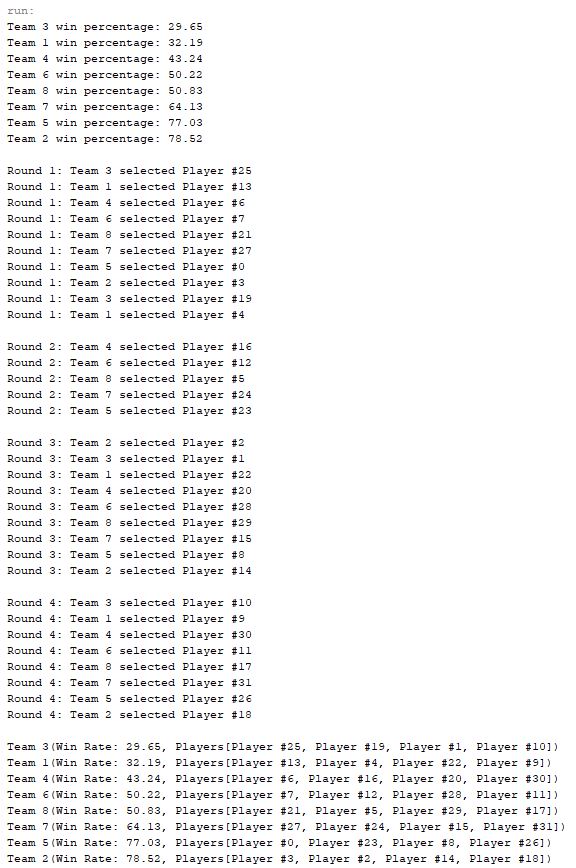 run:
Team 3 win percentage: 29.65
Team 1 win percentage: 32.19
Team 4 win percentage: 43.24
Team 6 win percentage: 50.22
Team 8 win percentage: 50.83
Team 7 win percentage: 64.13
Team 5 win percentage: 77.03
Team 2 win percentage: 78.52
Round 1: Team 3 selected Player #25
Round 1: Team 1 selected Player #13
Round 1: Team 4 selected Player #6
Round 1: Team 6 selected Player #7
Round 1: Team 8 selected Player #21
Round 1: Team 7 selected Player #27
Round 1: Team 5 selected Player #0
Round 1: Team 2 selected Player #3
Round 1: Team 3 selected Player #19
Round 1: Team 1 selected Player #4
Round 2: Team 4 selected Player #16
Round 2: Team 6 selected Player #12
Round 2: Team 8 selected Player #5
Round 2: Team 7 selected Player #24
Round 2: Team 5 selected Player #23
Round 3: Team 2 selected Player #2
Round 3: Team 3 selected Player #1
Round 3: Team 1 selected Player #22
Round 3: Team 4 selected Player #20
Round 3: Team 6 selected Player #28
Round 3: Team 8 selected Player #29
Round 3: Team 7 selected Player #15
Round 3: Team 5 selected Player #8
Round 3: Team 2 selected Player #14
Round 4: Team 3 selected Player #10
Round 4: Team 1 selected Player #9
Round 4: Team 4 selected Player #30
Round 4: Team 6 selected Player #11
Round 4: Team 8 selected Player #17
Round 4: Team 7 selected Player #31
Round 4: Team 5 selected Player #26
Round 4: Team 2 selected Player #18
Team 3(Win Rate: 29.65, Players[Player #25, Player #19, Player #1, Player #10])
Team 1(Win Rate: 32.19, Players[Player #13, Player #4, Player #22, Player #9])
Team 4(Win Rate: 43.24, Players[Player #6, Player #16, Player #20, Player #30])
Team 6(Win Rate: 50.22, Players[Player #7, Player #12, Player #28, Player #11])
Team 8(Win Rate: 50.83, Players[Player #21, Player #5, Player #29, Player #17])
Team 7(Win Rate: 64.13, Players[Player #27, Player #24, Player #15, Player #31])
Team 5(Win Rate: 77.03, Players[Player #0, Player #23, Player #8, Player #26])
Team 2(Win Rate: 78.52, Players[Player #3, Player #2, Player #14, Player #18])